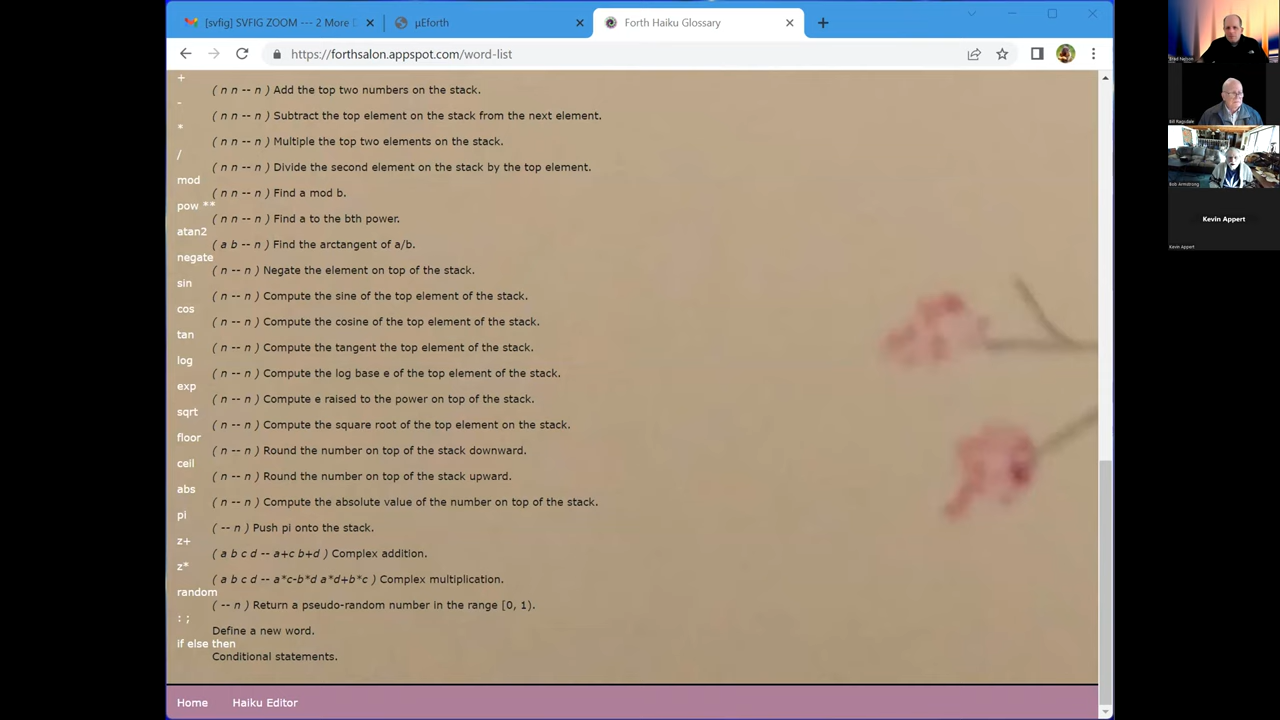 [svfig] SVFIG ZOOM --- 2 More D
µEforth
Forth Haiku Glossary
https://forthsalon.appspot.com/word-list
+
( n n -- n ) Add the top two numbers on the stack.
-
( n n -- n ) Subtract the top element on the stack from the next element.
*
( n n -- n ) Multiple the top two elements on the stack.
/
( n n -- n ) Divide the second element on the stack by the top element.
mod
( n n -- n ) Find a mod b.
pow **
( n n -- n ) Find a to the bth power.
atan2
( a b -- n ) Find the arctangent of a/b.
negate
( n -- n ) Negate the element on top of the stack.
sin
( n -- n ) Compute the sine of the top element of the stack.
cos
( n -- n ) Compute the cosine of the top element of the stack.
tan
( n -- n ) Compute the tangent the top element of the stack.
log
( n -- n ) Compute the log base e of the top element of the stack.
exp
( n -- n ) Compute e raised to the power on top of the stack.
sqrt
( n -- n ) Compute the square root of the top element on the stack.
floor
( n -- n ) Round the number on top of the stack downward.
ceil
( n -- n ) Round the number on top of the stack upward.
abs
( n -- n ) Compute the absolute value of the number on top of the stack.
pi
( -- n ) Push pi onto the stack.
z+
( a b c d -- a+c b+d ) Complex addition.
z*
( a b c d -- a*c-b*d a*d+b*c ) Complex multiplication.
random
( -- n ) Return a pseudo-random number in the range [0, 1).
: ;
Define a new word.
if else then
Conditional statements.
Home Haiku Editor
Brad Nelson
Bill Ragsdale
Bob Armstrong
Kevin Appert
Kevin Appert